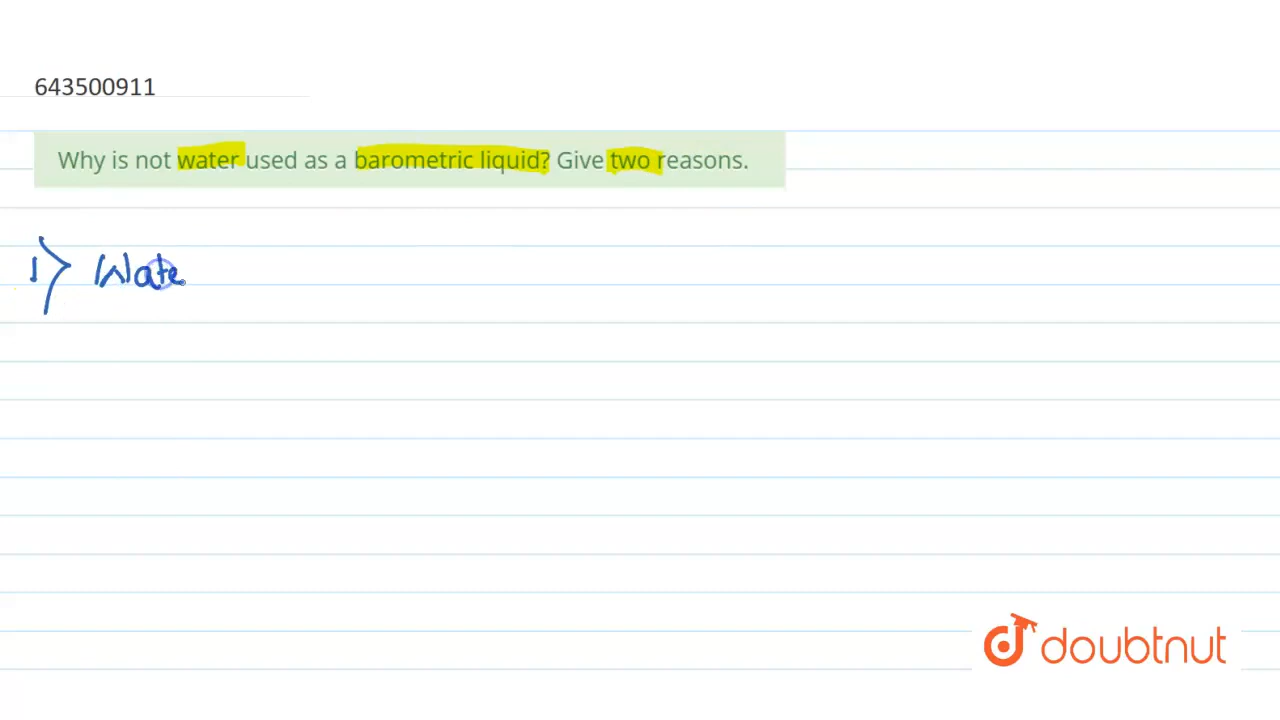 643500911
Why is not water used as a barometric liquid? Give two reasons.
1) Wate
doubtnut